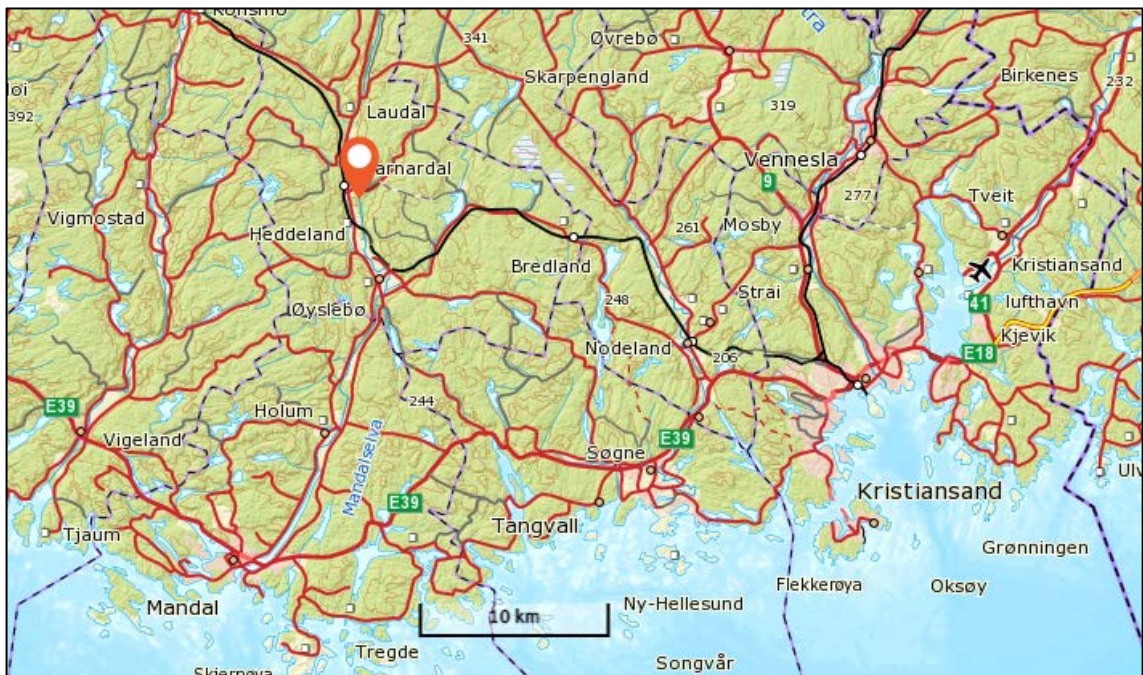 341
Øvrebø
Skarpengland
Birkenes
232
392
Laudal
319
Vennesla
arnardal
9
277
Vigmostad
Tveit
Heddeland
261
Mosby
Bredland
Kristiansand
lufthavn
Kjevik
41
Strai
248
Øyslebø
Nodeland
206
E18
E39
Holum
244
Vigeland
Mandalselva
Søgne
E39
E39
Kristiansand
Tjaum
Tangvall
Grønningen
Mandal
Flekkerøya
Oksøy
Ny-Hellesund
10 km
Tregde
Songvår